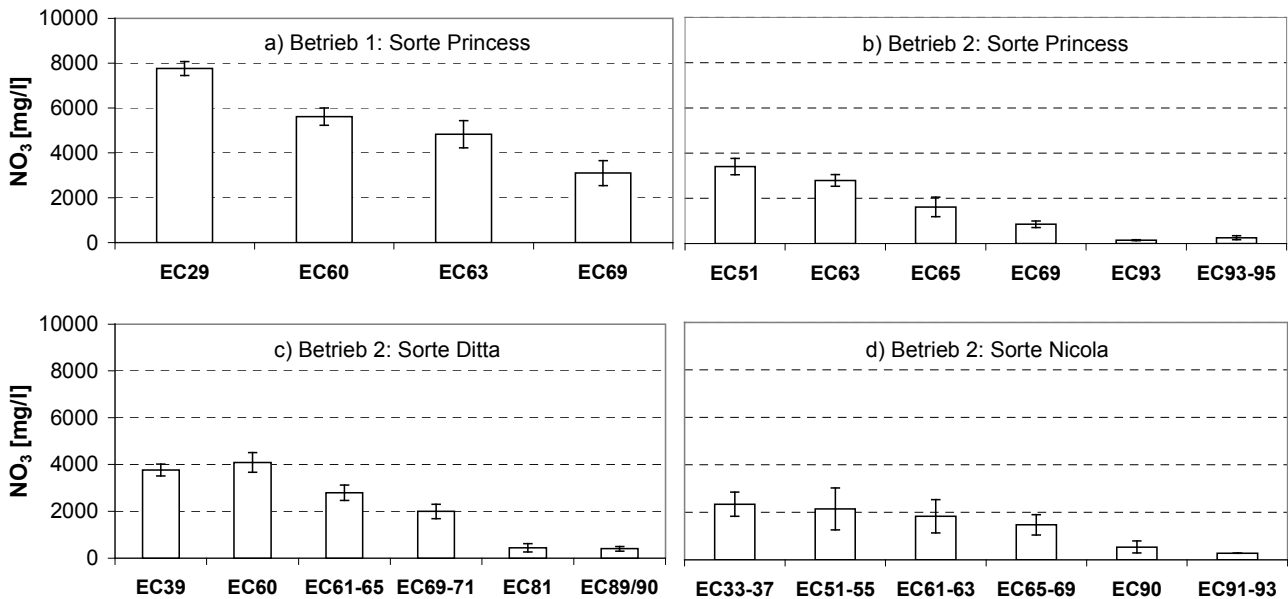 a) Betrieb 1: Sorte Princess
NO3 [mg/l]
10000
8000
6000
4000
2000
0
EC29 EC60 EC63 EC69
b) Betrieb 2: Sorte Princess
EC51 EC63 EC65 EC69 EC93 EC93-95
c) Betrieb 2: Sorte Ditta
NO3 [mg/l]
10000
8000
6000
4000
2000
0
EC39 EC60 EC61-65 EC69-71 EC81 EC89/90
d) Betrieb 2: Sorte Nicola
EC33-37 EC51-55 EC61-63 EC65-69 EC90 EC91-93